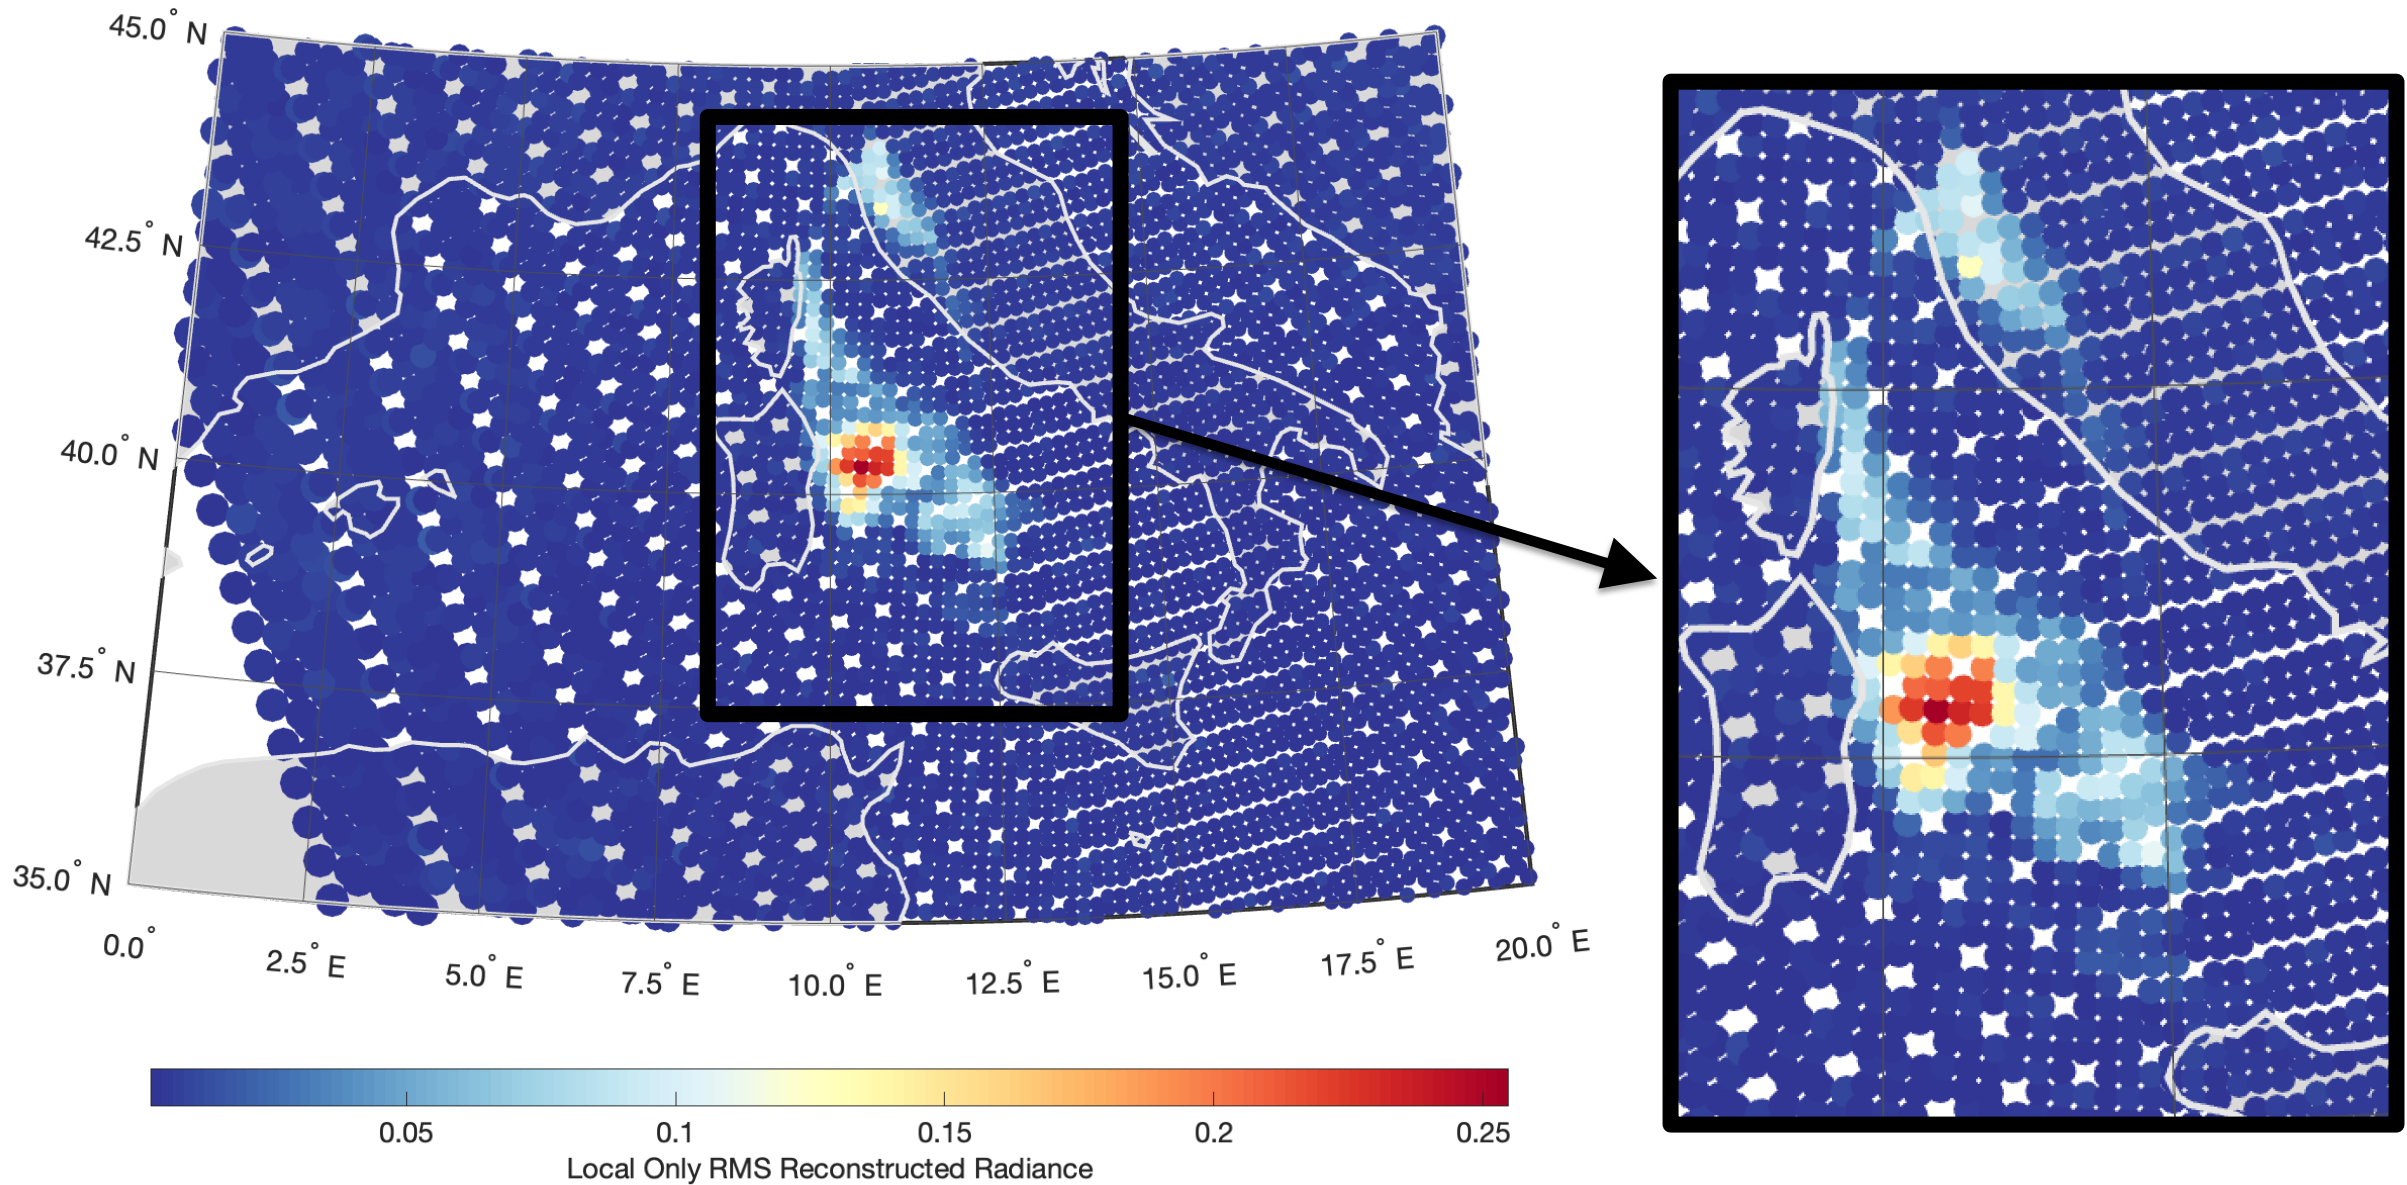 45.0° N
42.5° N
40.0° N
37.5° N
35.0° N
0.0°
2.5° E
5.0° E
7.5° E
10.0° E
12.5° E
15.0° E
17.5° E
20.0° E
0.05
0.1
0.15
0.2
0.25
Local Only RMS Reconstructed Radiance